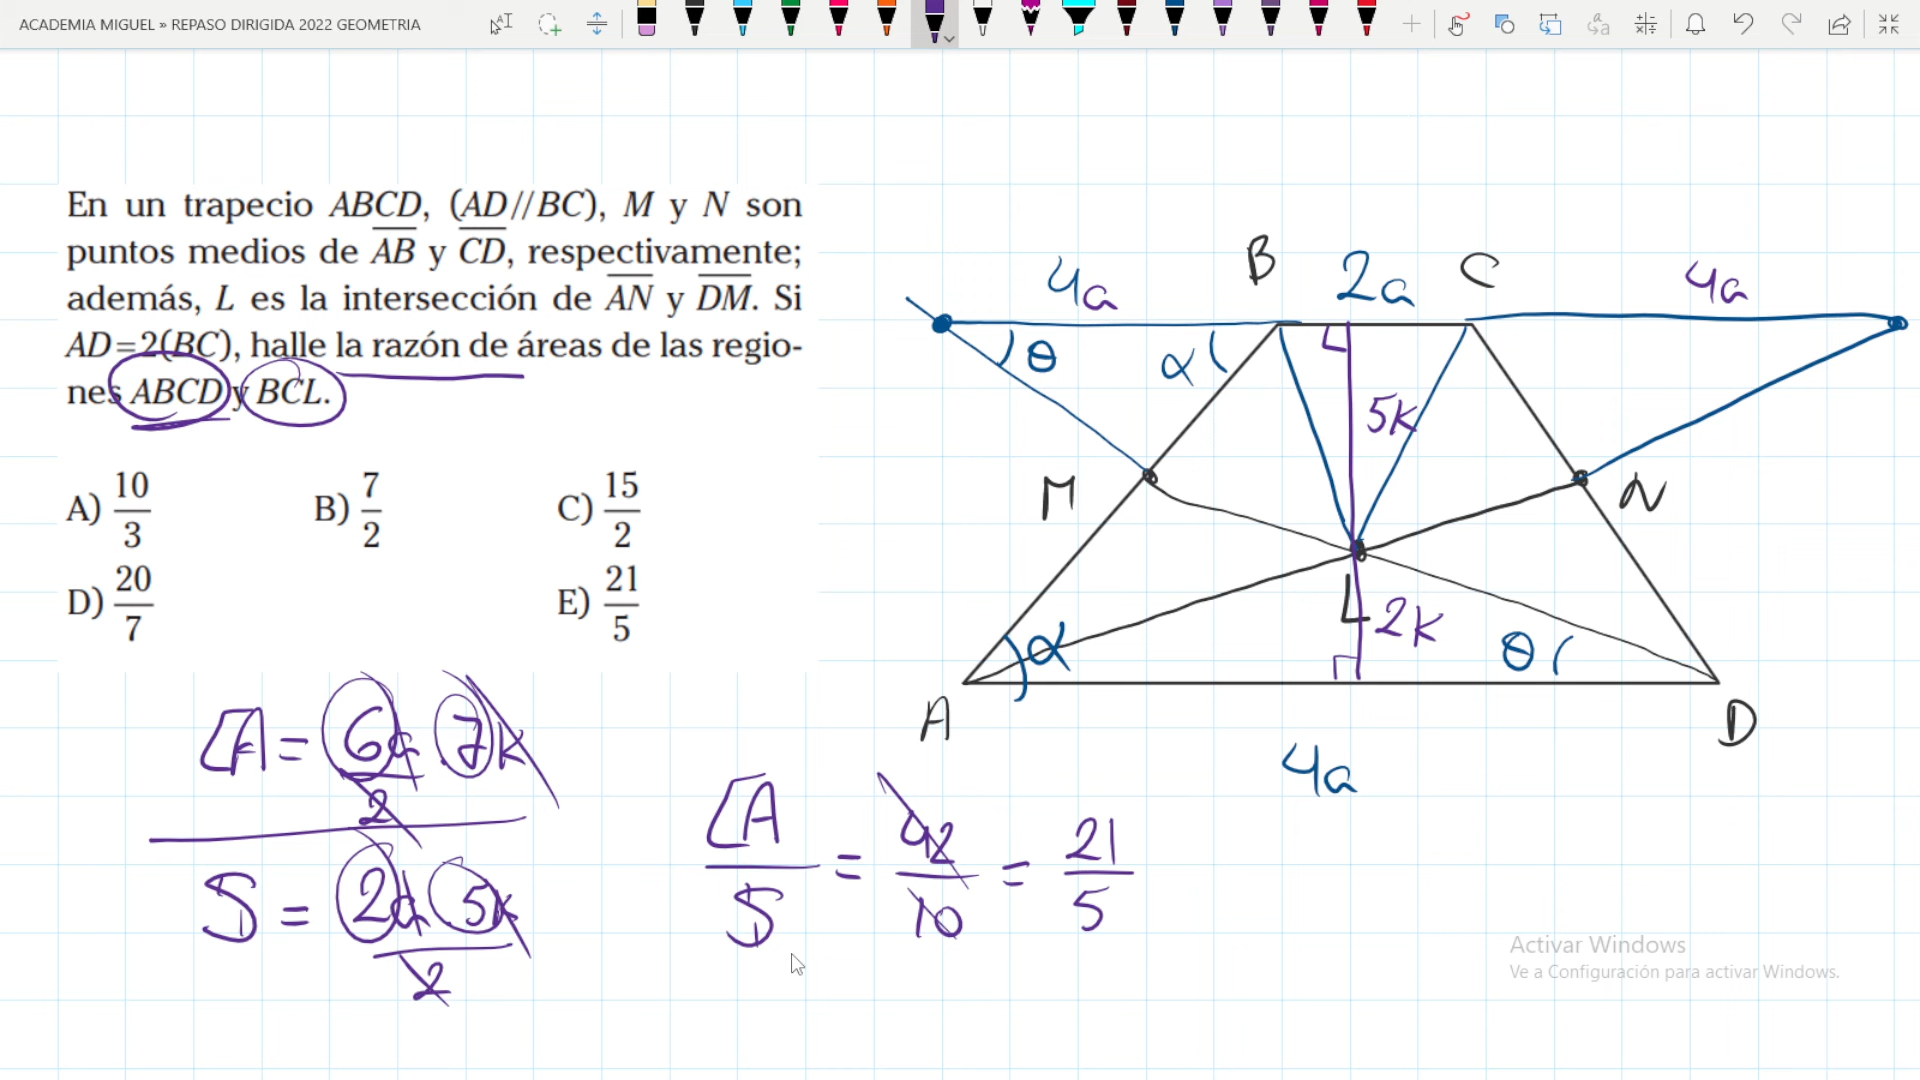 ACADEMIA MIGUEL » REPASO DIRIGIDA 2022 GEOMETRIA
En un trapecio ABCD, (AD//BC), M y N son
puntos medios de AB y CD, respectivamente;
además, L es la intersección de AN y DM. Si
AD=2(BC), halle la razón de áreas de las regio-
nes ABCD y BCL.
A) 10/3 B) 7/2 C) 15/2
D) 20/7 E) 21/5
4a B 2a C 4a
θ α
5k
M N
L 2k
α θ
A D
4a
A = 6a . 7k / 2
S = 2a 5k / 2
A / S = 42 / 10 = 21 / 5
Activar Windows
Ve a Configuración para activar Windows.